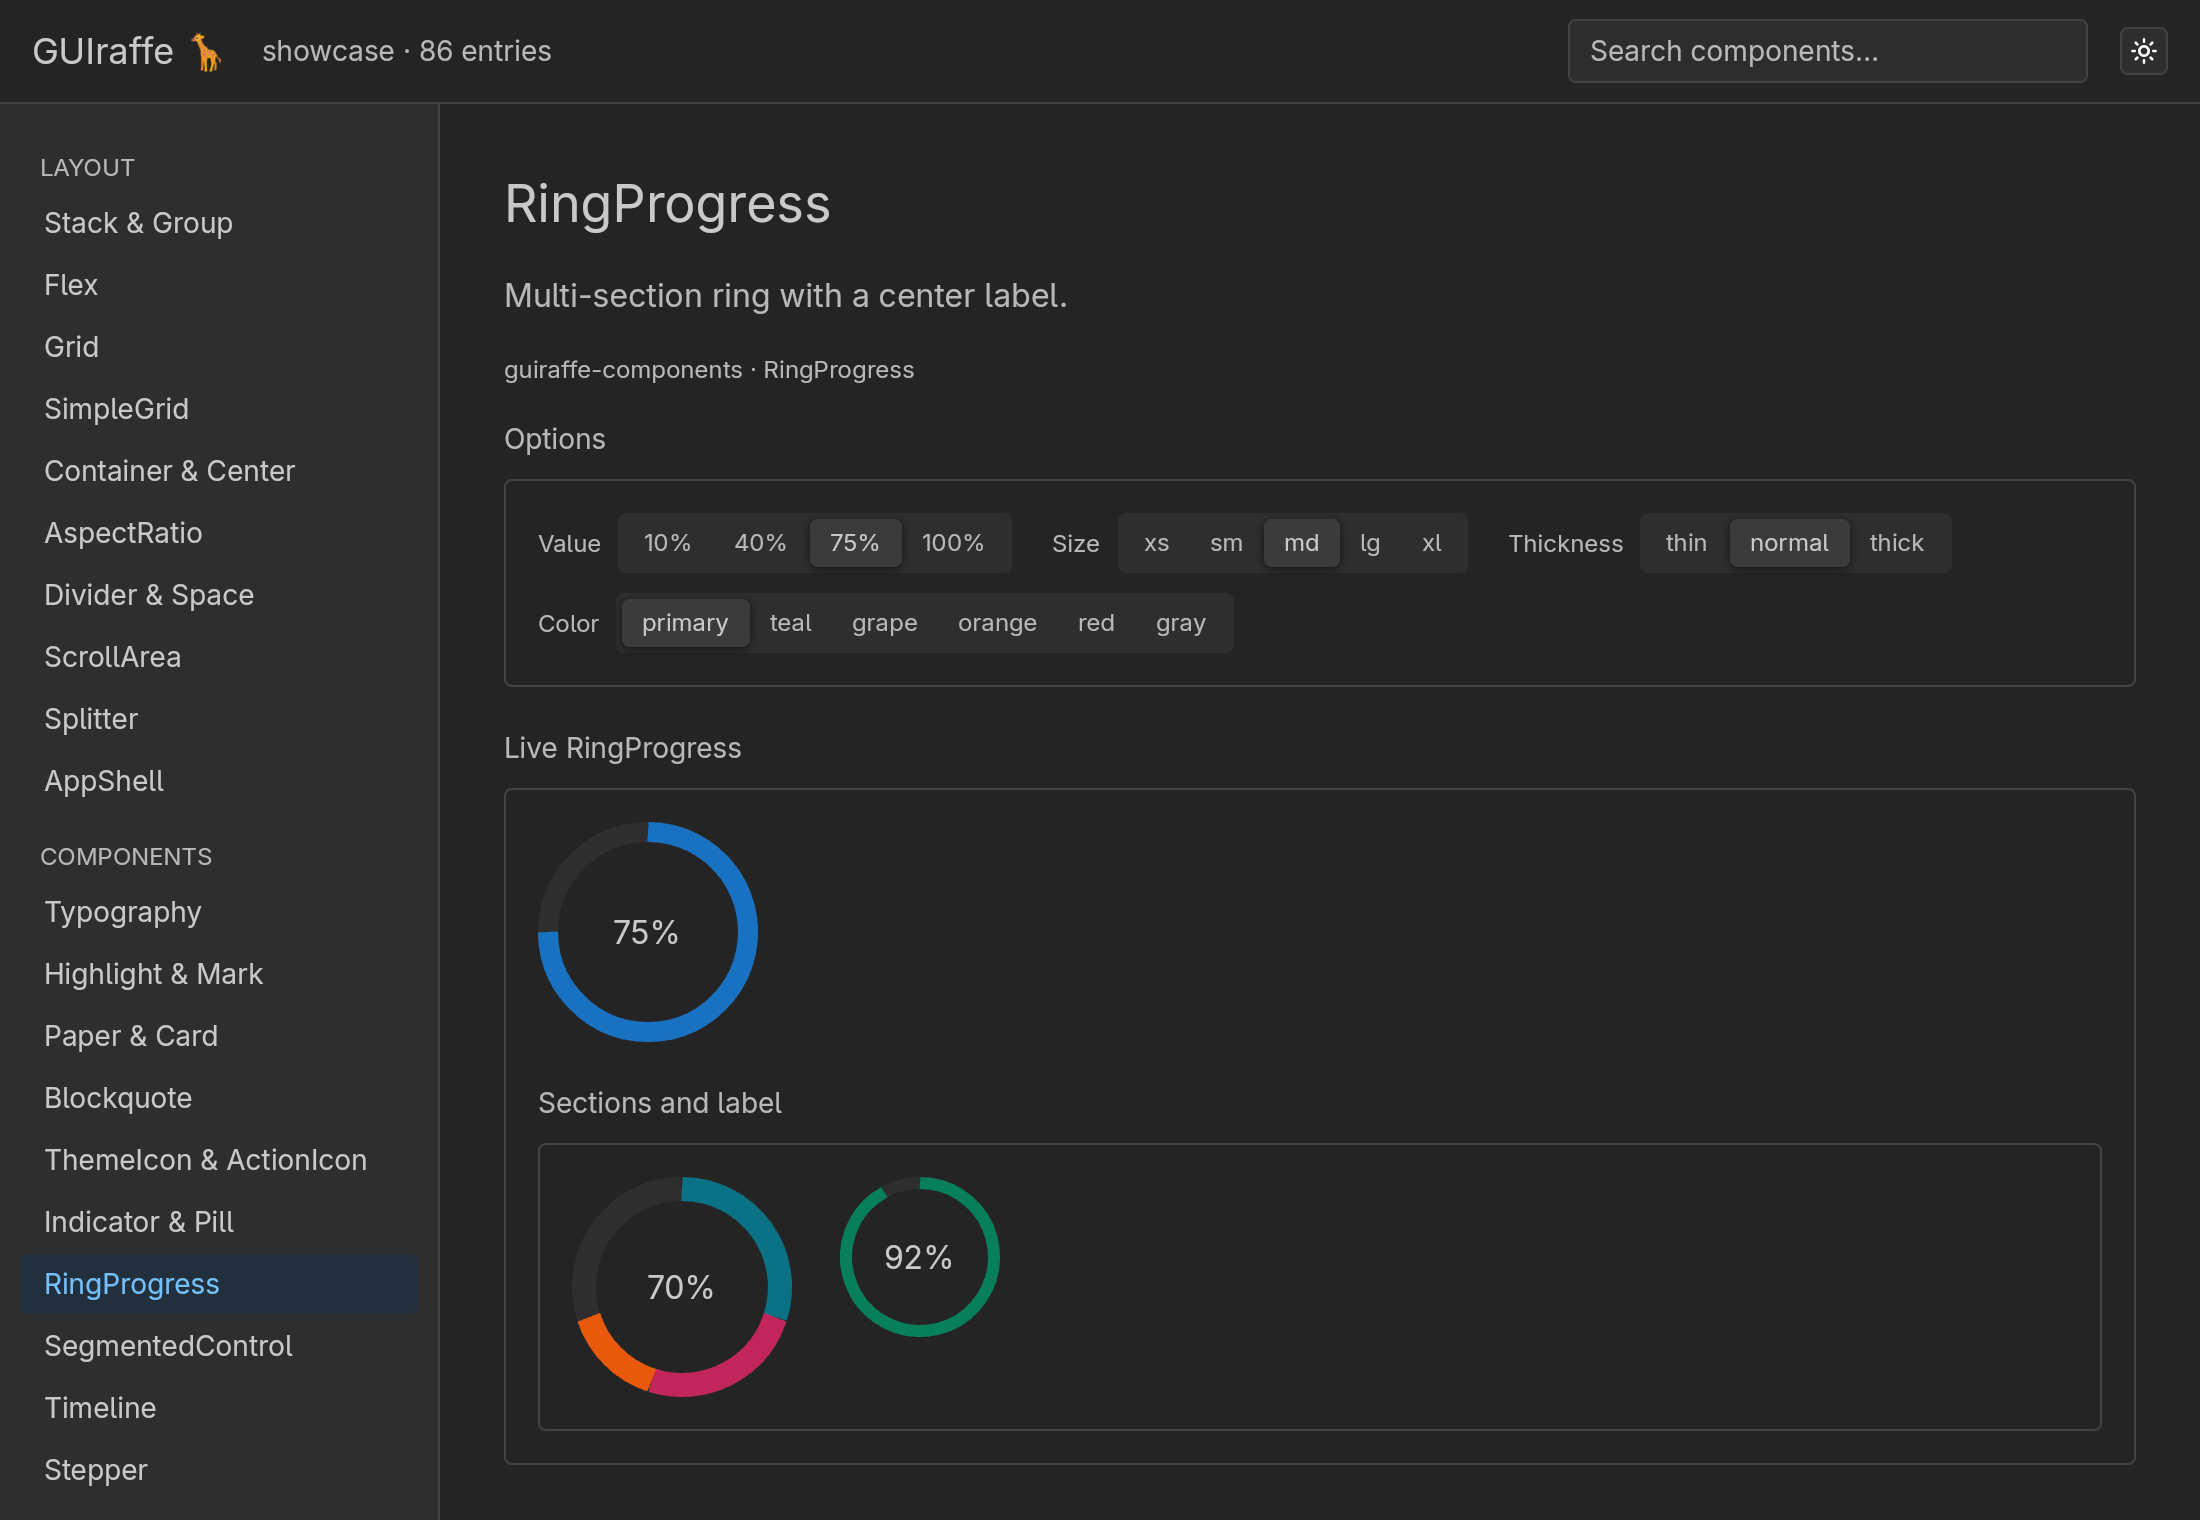 GUIraffe 🦒 showcase · 86 entries
Search components...
LAYOUT
Stack & Group
Flex
Grid
SimpleGrid
Container & Center
AspectRatio
Divider & Space
ScrollArea
Splitter
AppShell
COMPONENTS
Typography
Highlight & Mark
Paper & Card
Blockquote
ThemeIcon & ActionIcon
Indicator & Pill
RingProgress
SegmentedControl
Timeline
Stepper
RingProgress
Multi-section ring with a center label.
guiraffe-components · RingProgress
Options
Value 10% 40% 75% 100% Size xs sm md lg xl Thickness thin normal thick
Color primary teal grape orange red gray
Live RingProgress
75%
Sections and label
70% 92%